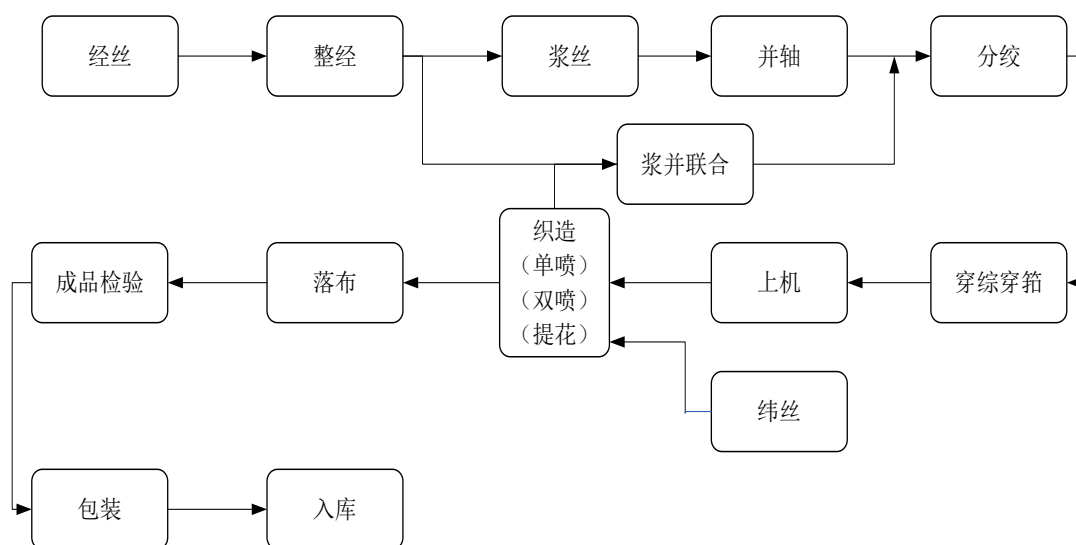 经丝
整经
浆丝
并轴
分绞
浆并联合
织造
（单喷）
（双喷）
（提花）
成品检验
落布
上机
穿综穿筘
纬丝
包装
入库